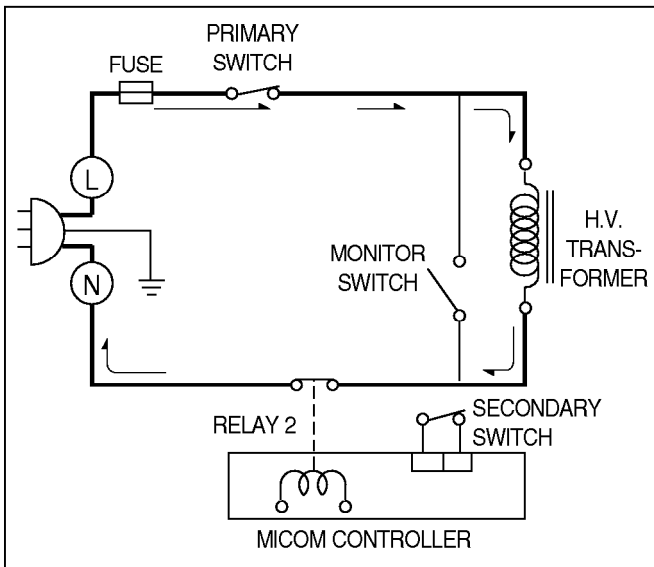 PRIMARY
SWITCH
FUSE
L
H.V.
TRANS-
FORMER
MONITOR
SWITCH
N
SECONDARY
SWITCH
RELAY 2
MICOM CONTROLLER